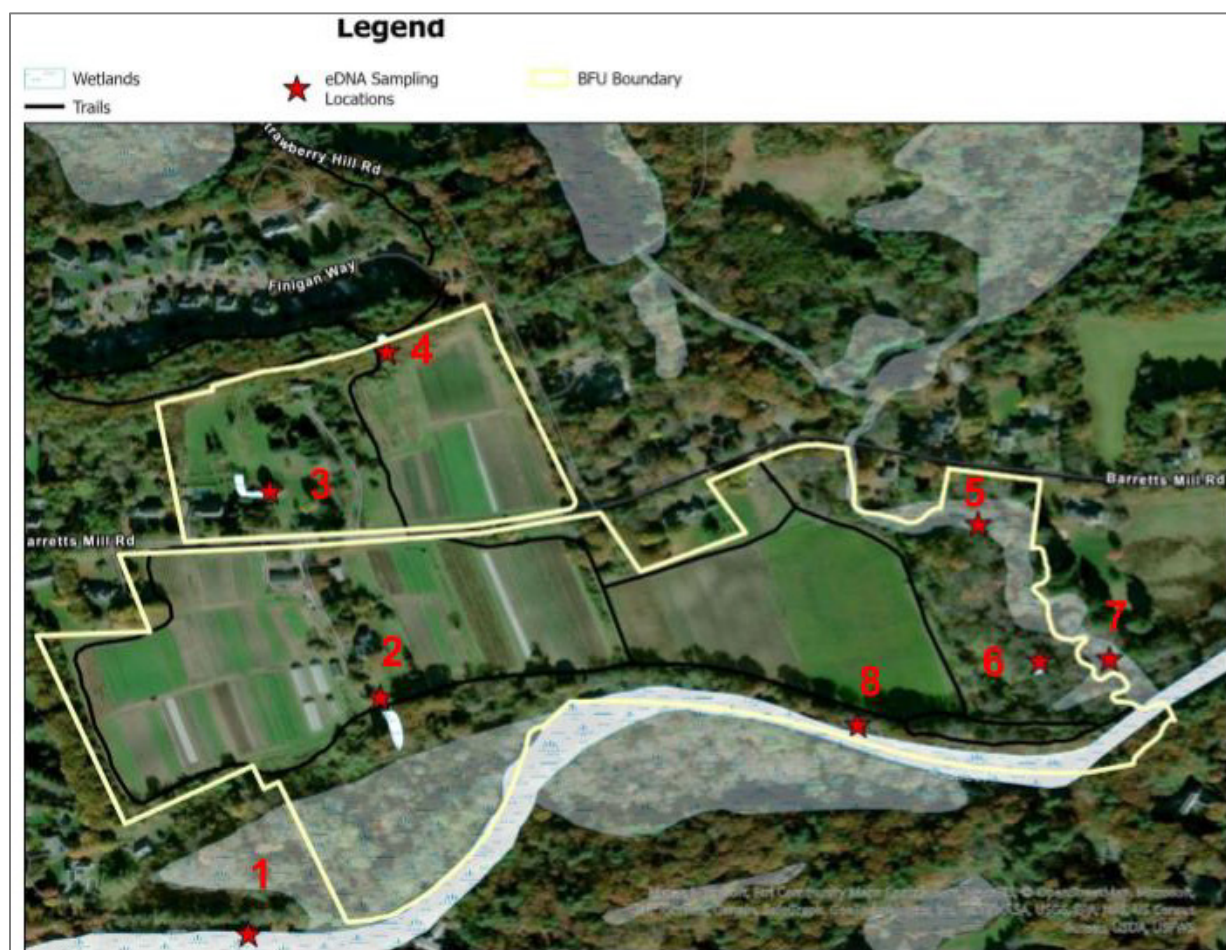 Legend
Wetlands
Trails
eDNA Sampling
Locations
BFU Boundary
trawberry Hill Rd
Finigan Way
4
3
5
Barretts Mill Rd
arretts Mill Rd
7
2
6
8
1